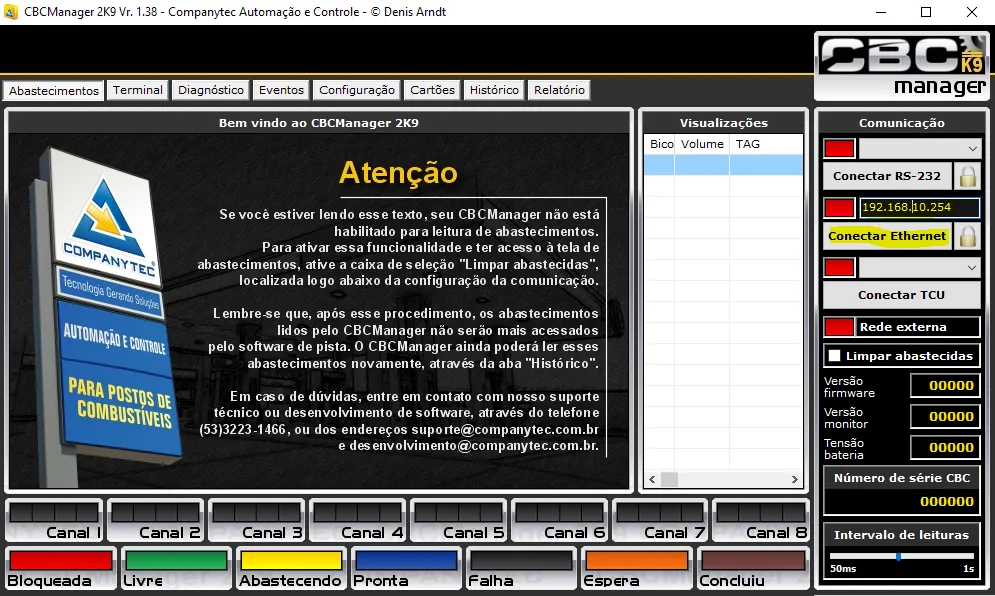 CBCManager 2K9 Vr. 1.38 - Companytec Automação e Controle - © Denis Arndt
CBC K9
manager
Abastecimentos Terminal Diagnóstico Eventos Configuração Cartões Histórico Relatório
Bem vindo ao CBCManager 2K9
COMPANYTEC
Tecnologia Gerando Soluções
AUTOMAÇÃO E CONTROLE
PARA POSTOS DE
COMBUSTÍVEIS
Atenção
Se você estiver lendo esse texto, seu CBCManager não está
habilitado para leitura de abastecimentos.
Para ativar essa funcionalidade e ter acesso à tela de
abastecimentos, ative a caixa de seleção "Limpar abastecidas",
localizada logo abaixo da configuração da comunicação.
Lembre-se que, após esse procedimento, os abastecimentos
lidos pelo CBCManager não serão mais acessados
pelo software de pista. O CBCManager ainda poderá ler esses
abastecimentos novamente, através da aba "Histórico".
Em caso de dúvidas, entre em contato com nosso suporte
técnico ou desenvolvimento de software, através do telefone
(53)3223-1466, ou dos endereços suporte@companytec.com.br
e desenvolvimento@companytec.com.br.
Visualizações
Bico Volume TAG
Comunicação
Conectar RS-232
192.168.10.254
Conectar Ethernet
Conectar TCU
Rede externa
Limpar abastecidas
Versão
firmware
00000
Versão
monitor
00000
Tensão
bateria
00000
Número de série CBC
000000
Intervalo de leituras
50ms 1s
Canal 1 Canal 2 Canal 3 Canal 4 Canal 5 Canal 6 Canal 7 Canal 8
Bloqueada Livre Abastecendo Pronta Falha Espera Concluiu